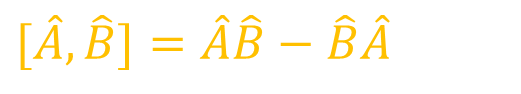 [Â, B̂] = ÂB̂ − B̂Â